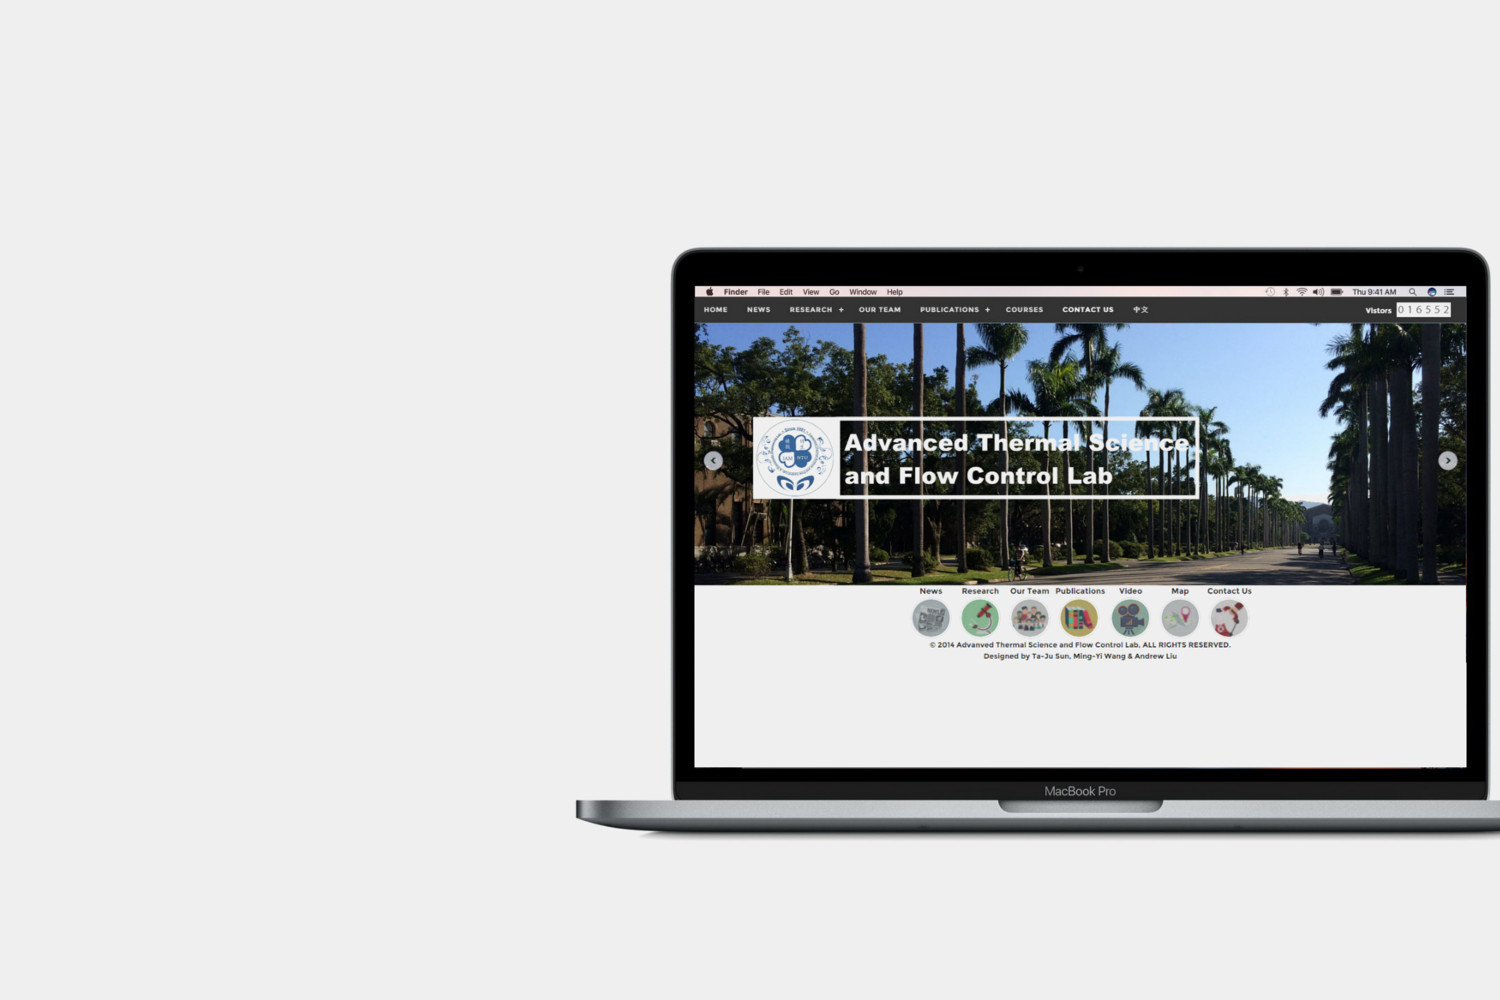 Finder File Edit View Go Window Help Thu 9:41 AM
HOME NEWS RESEARCH + OUR TEAM PUBLICATIONS + COURSES CONTACT US 中文 Vistors 016552
Advanced Thermal Science
and Flow Control Lab
News Research Our Team Publications Video Map Contact Us
© 2014 Advanved Thermal Science and Flow Control Lab, ALL RIGHTS RESERVED.
Designed by Ta-Ju Sun, Ming-Yi Wang & Andrew Liu
MacBook Pro